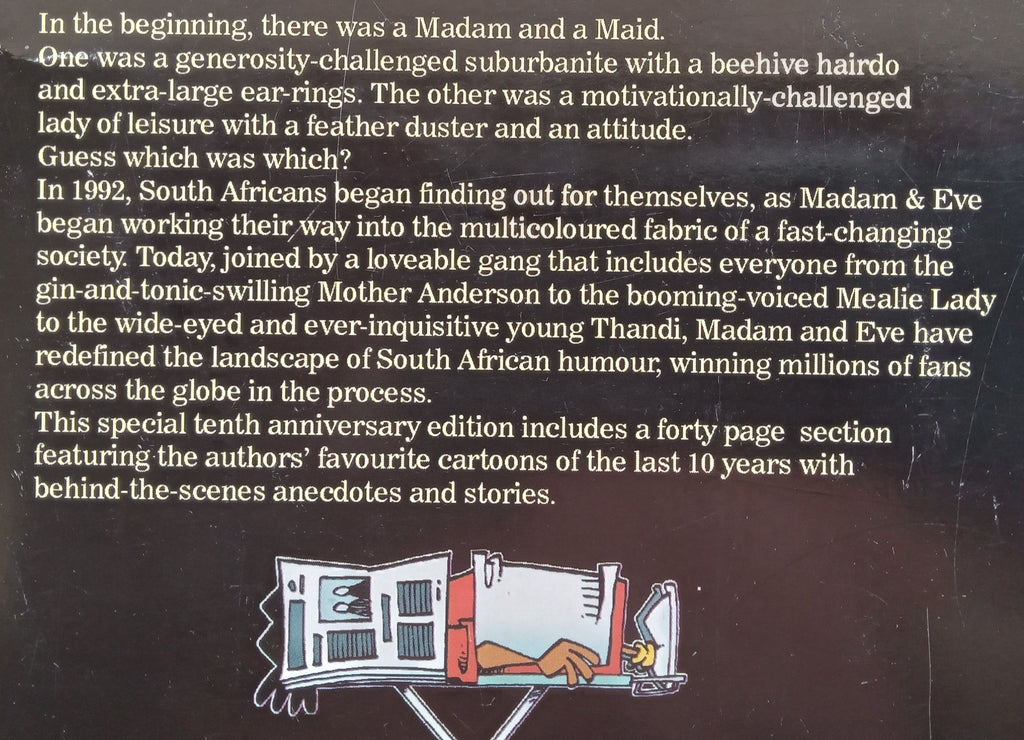 In the beginning, there was a Madam and a Maid.
One was a generosity-challenged suburbanite with a beehive hairdo
and extra-large ear-rings. The other was a motivationally-challenged
lady of leisure with a feather duster and an attitude.
Guess which was which?
In 1992, South Africans began finding out for themselves, as Madam & Eve
began working their way into the multicoloured fabric of a fast-changing
society. Today, joined by a loveable gang that includes everyone from the
gin-and-tonic-swilling Mother Anderson to the booming-voiced Mealie Lady
to the wide-eyed and ever-inquisitive young Thandi, Madam and Eve have
redefined the landscape of South African humour, winning millions of fans
across the globe in the process.
This special tenth anniversary edition includes a forty page section
featuring the authors' favourite cartoons of the last 10 years with
behind-the-scenes anecdotes and stories.